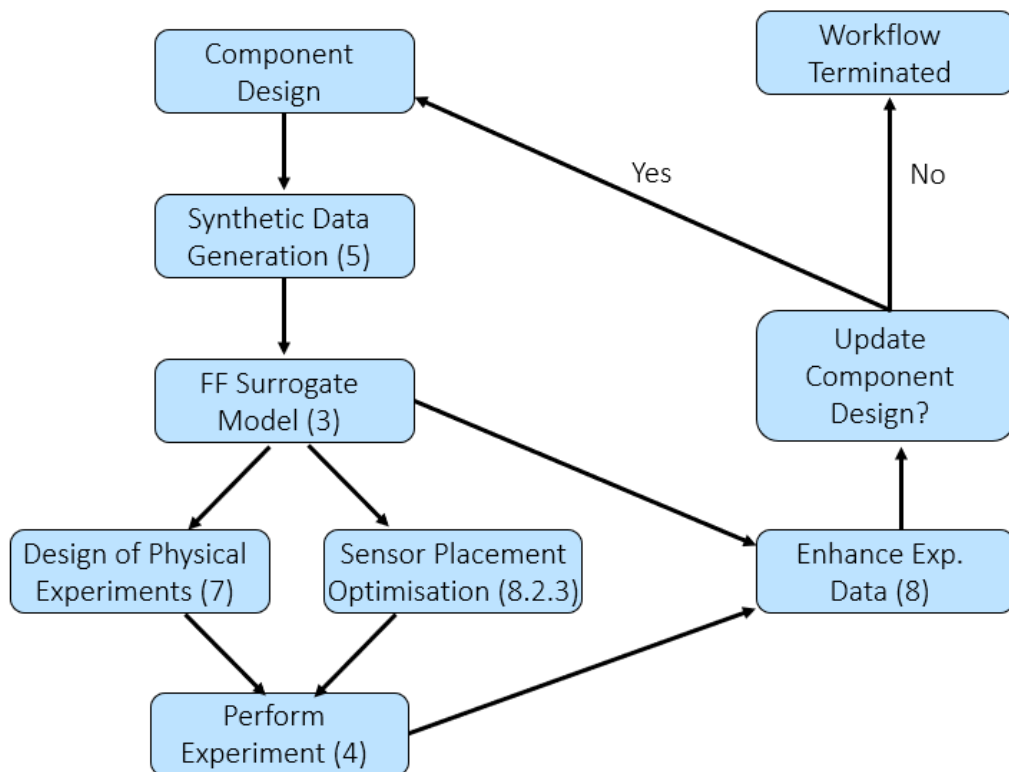 Component
Design
Workflow
Terminated
Yes
No
Synthetic Data
Generation (5)
FF Surrogate
Model (3)
Update
Component
Design?
Design of Physical
Experiments (7)
Sensor Placement
Optimisation (8.2.3)
Enhance Exp.
Data (8)
Perform
Experiment (4)